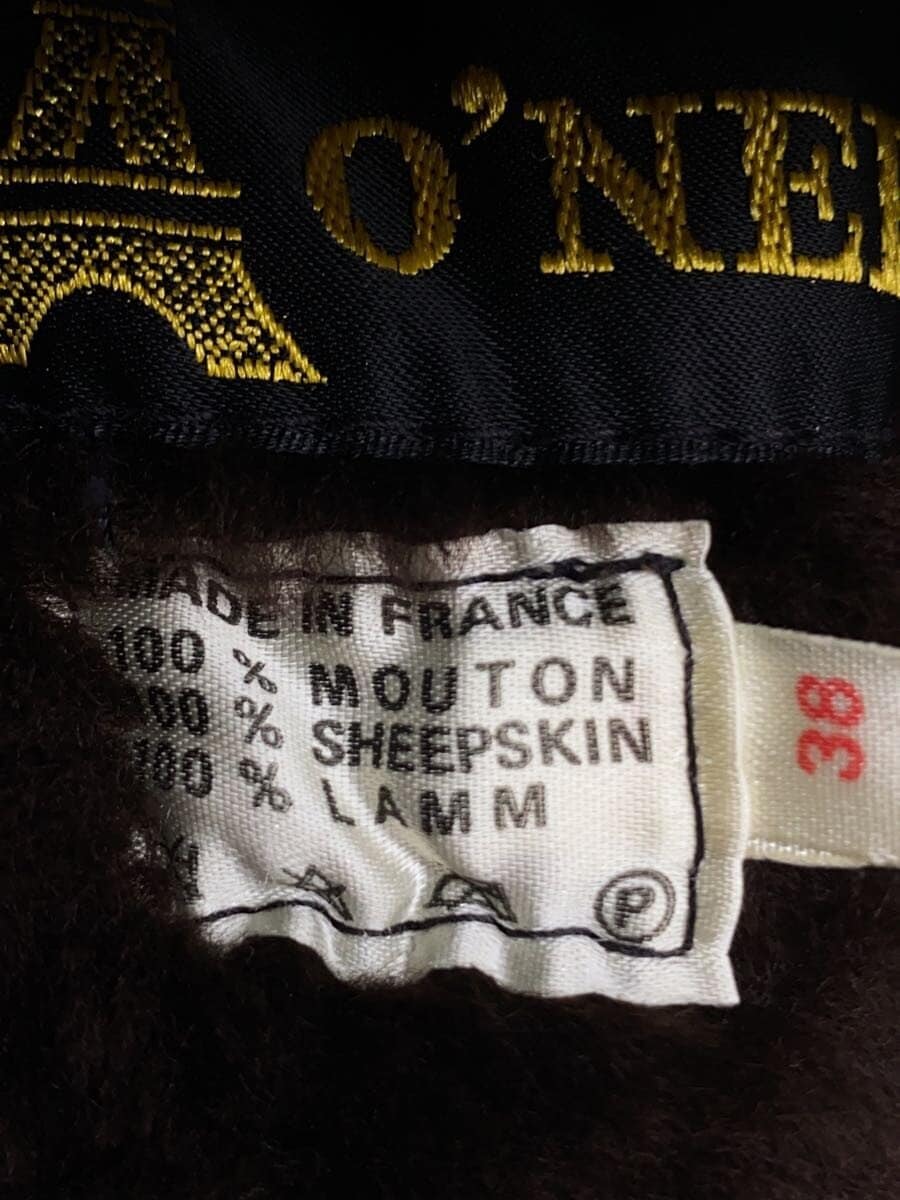 O'NE
MADE IN FRANCE
100 % MOUTON
100 % SHEEPSKIN
100 % LAMM
P
38